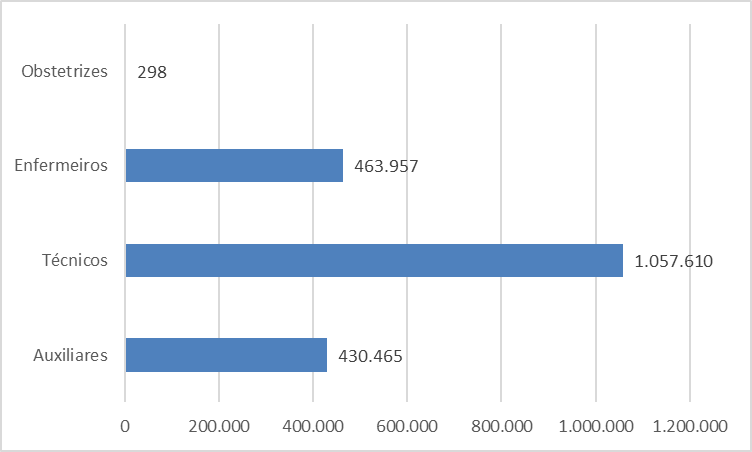 Obstetrizes 298
Enfermeiros 463.957
Técnicos 1.057.610
Auxiliares 430.465
0 200.000 400.000 600.000 800.000 1.000.000 1.200.000